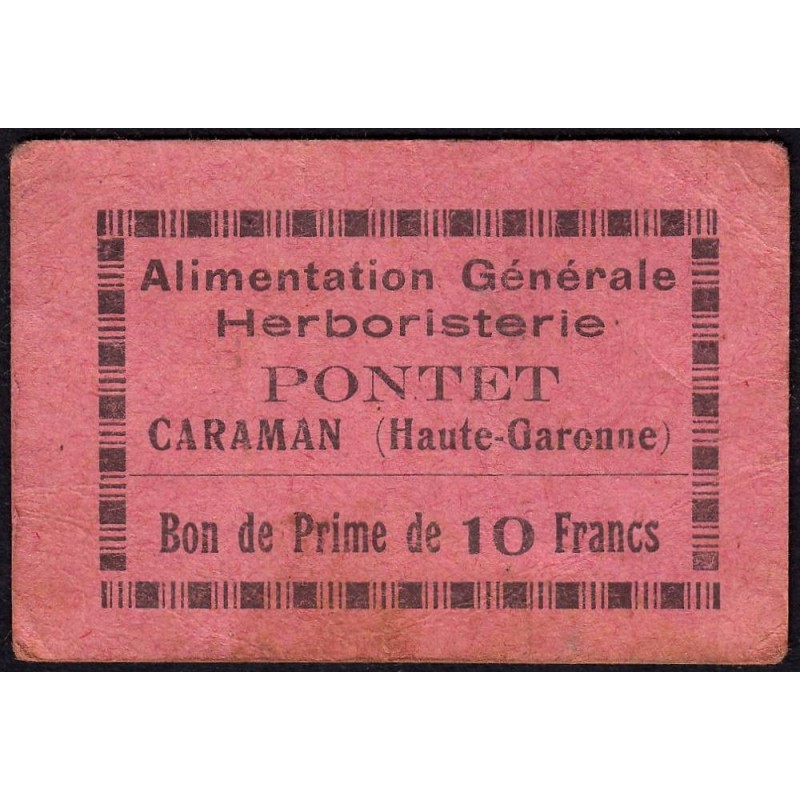 Alimentation Générale
Herboristerie
PONTET
CARAMAN (Haute-Garonne)
Bon de Prime de 10 Francs